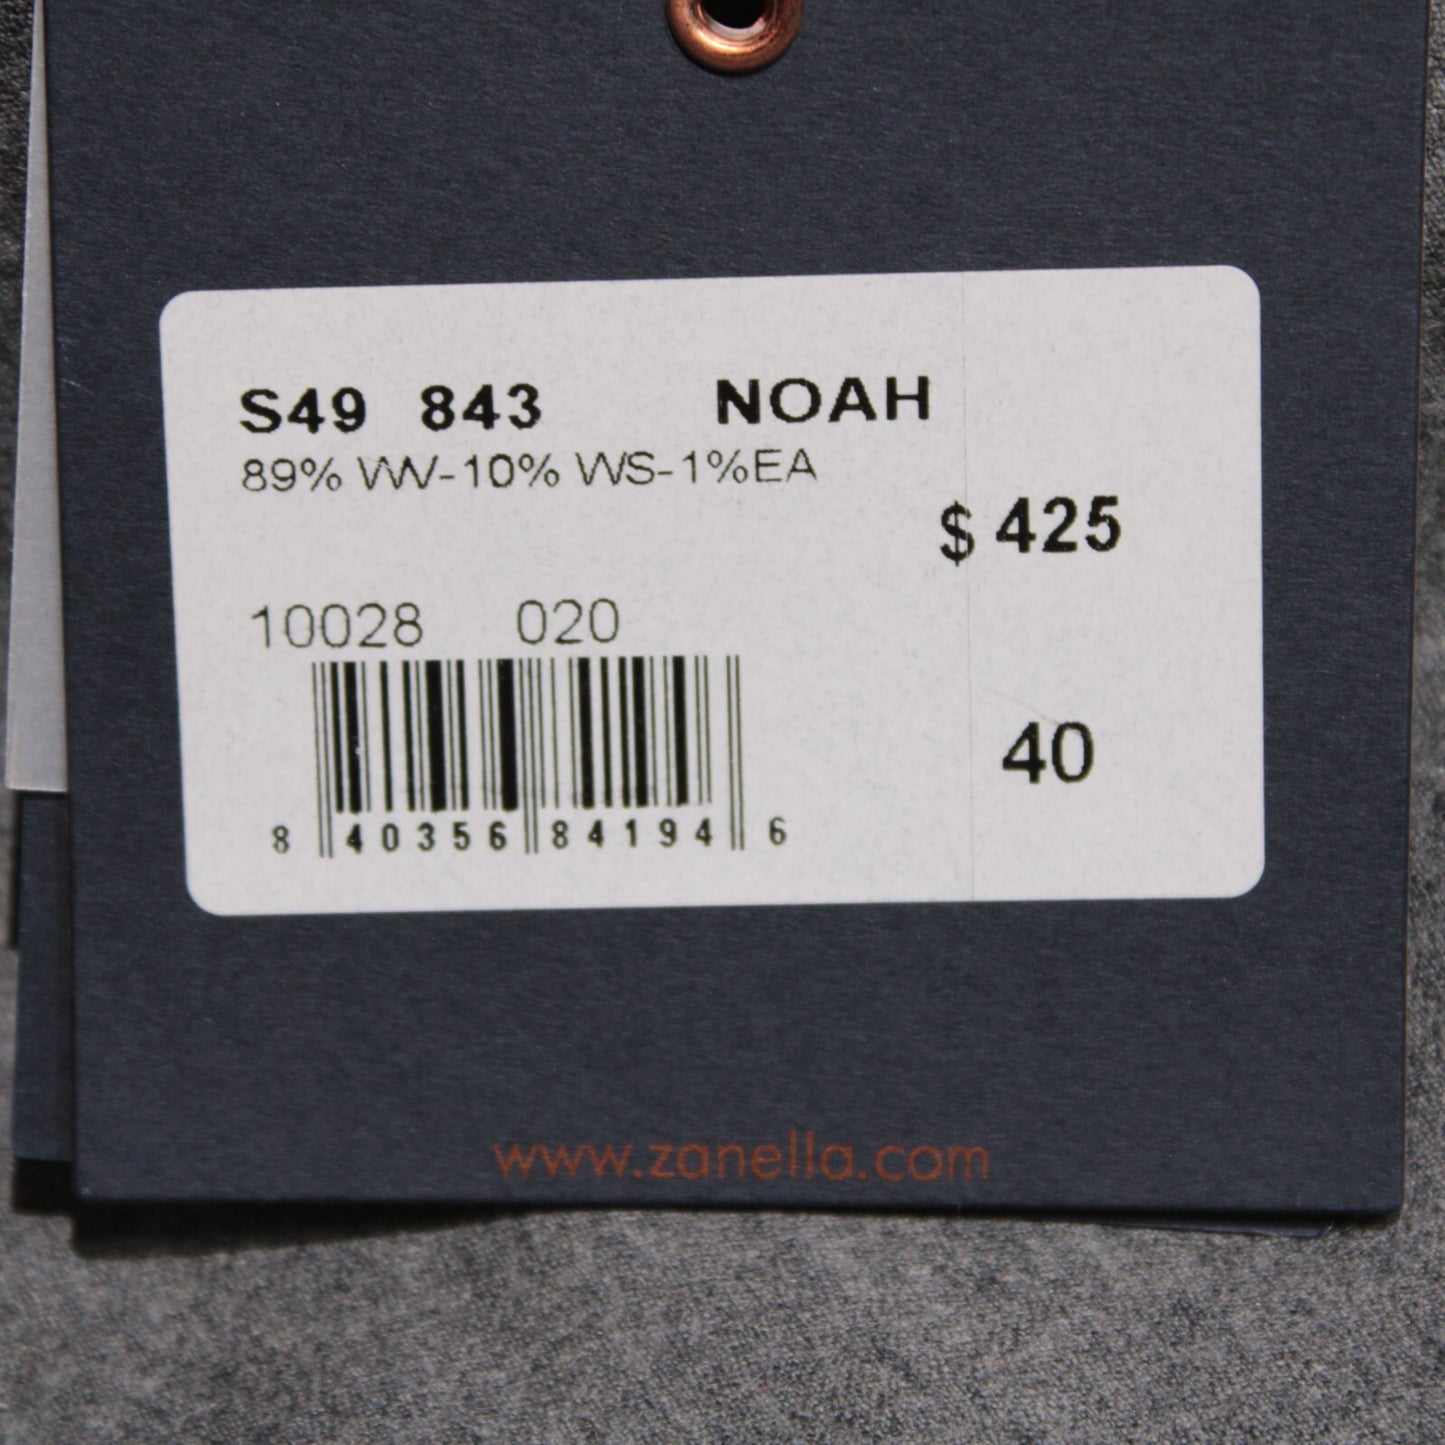 S49 843 NOAH
89% VW-10% WS-1%EA
$ 425
10028 020
40
8 40356 84194 6
www.zanella.com